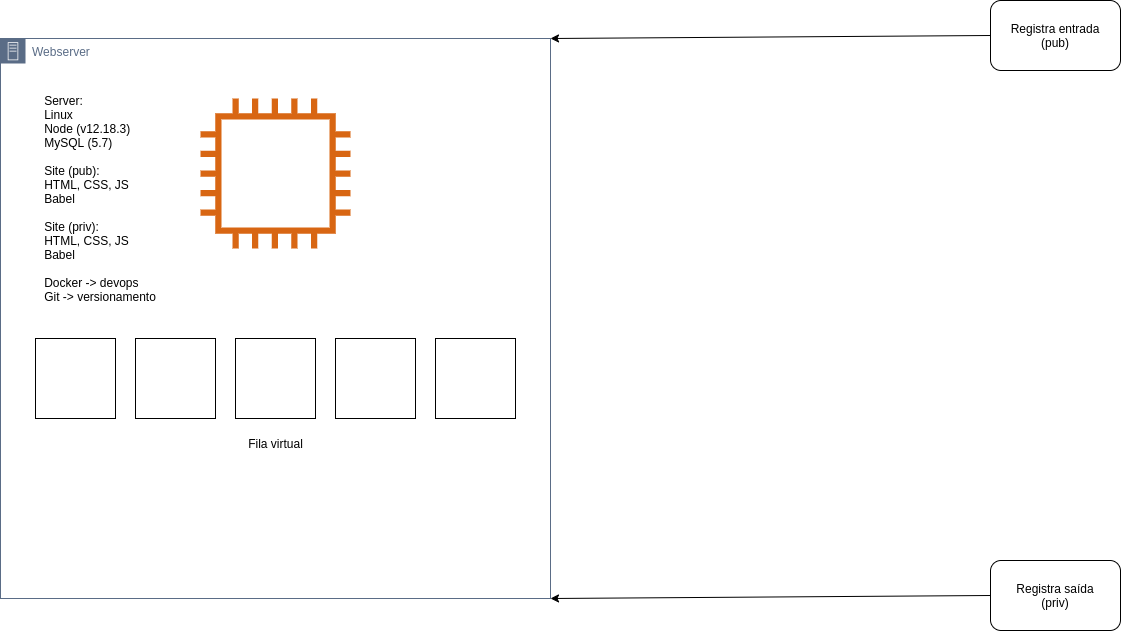 Registra entrada
(pub)
Webserver
Server:
Linux
Node (v12.18.3)
MySQL (5.7)
Site (pub):
HTML, CSS, JS
Babel
Site (priv):
HTML, CSS, JS
Babel
Docker -> devops
Git -> versionamento
Fila virtual
Registra saída
(priv)